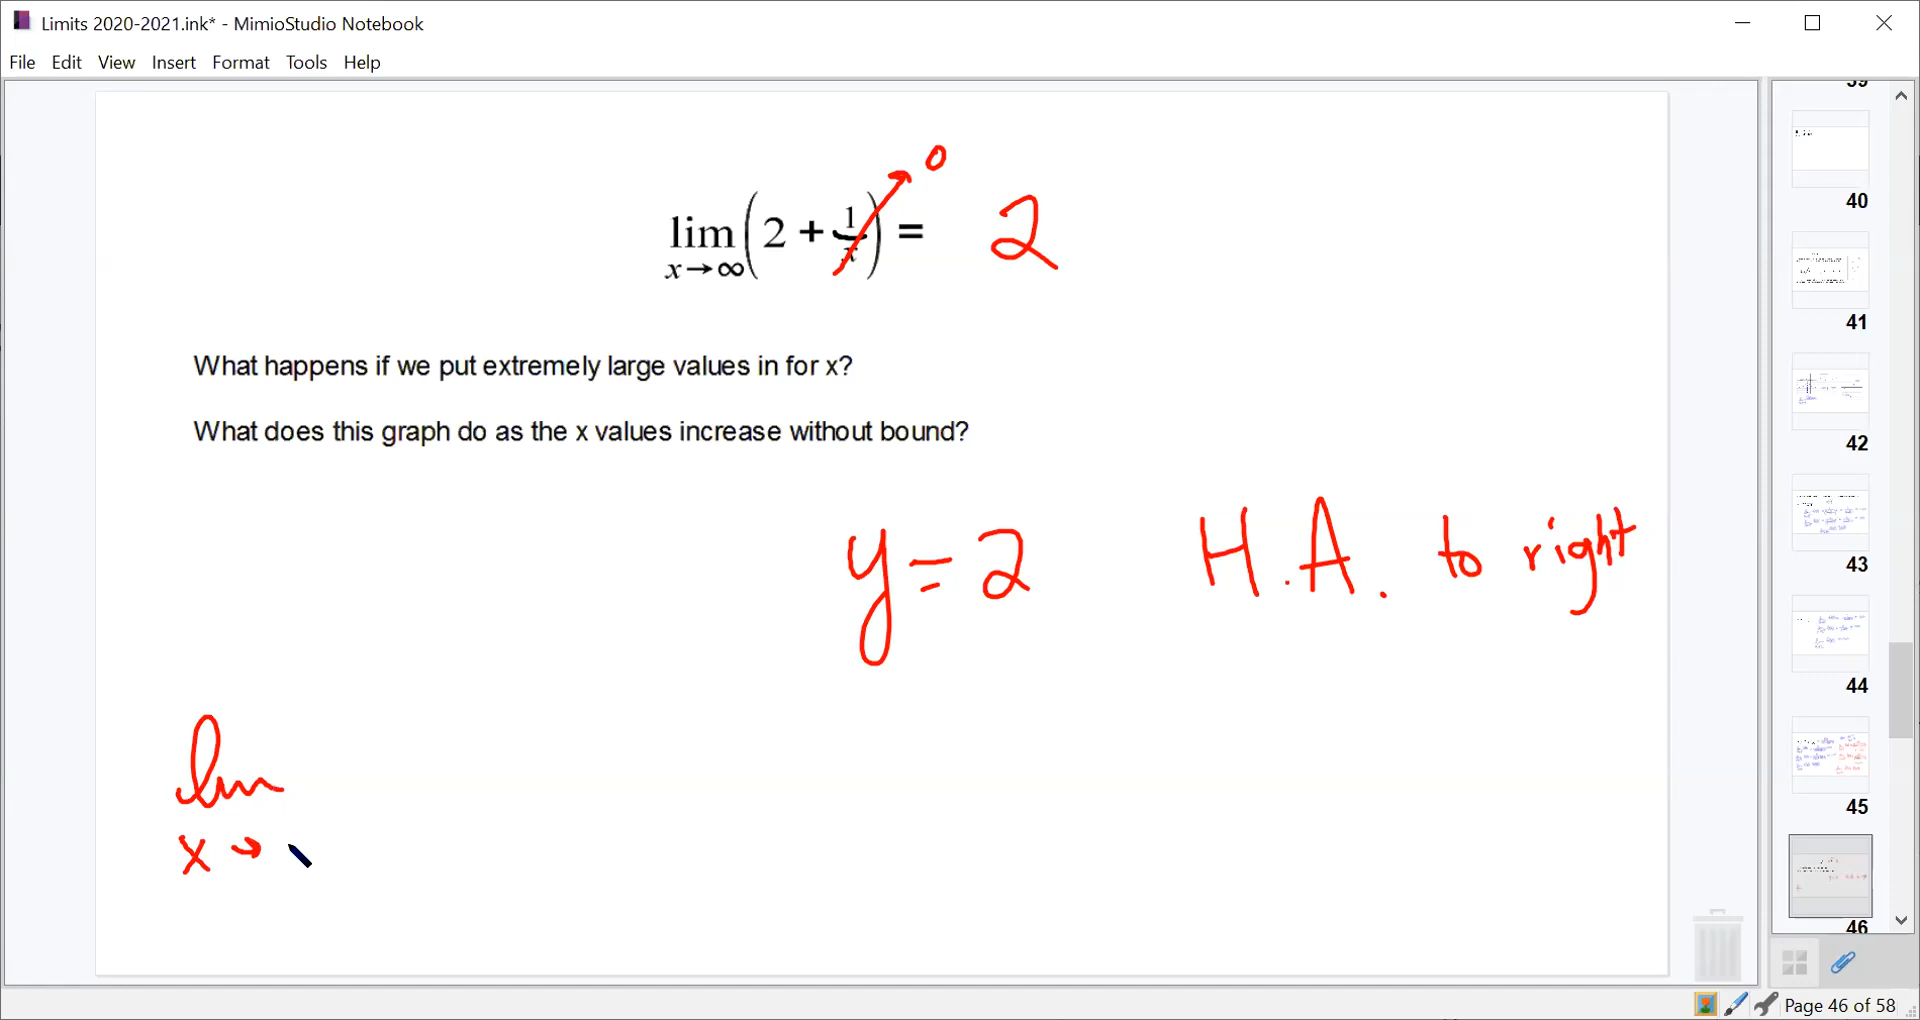 Limits 2020-2021.ink* - MimioStudio Notebook
File Edit View Insert Format Tools Help
0
lim (2 + 1/x) = 2
x→∞
What happens if we put extremely large values in for x?
What does this graph do as the x values increase without bound?
y = 2 H.A. to right
lim
x →
39
40
41
42
43
44
45
46
Page 46 of 58